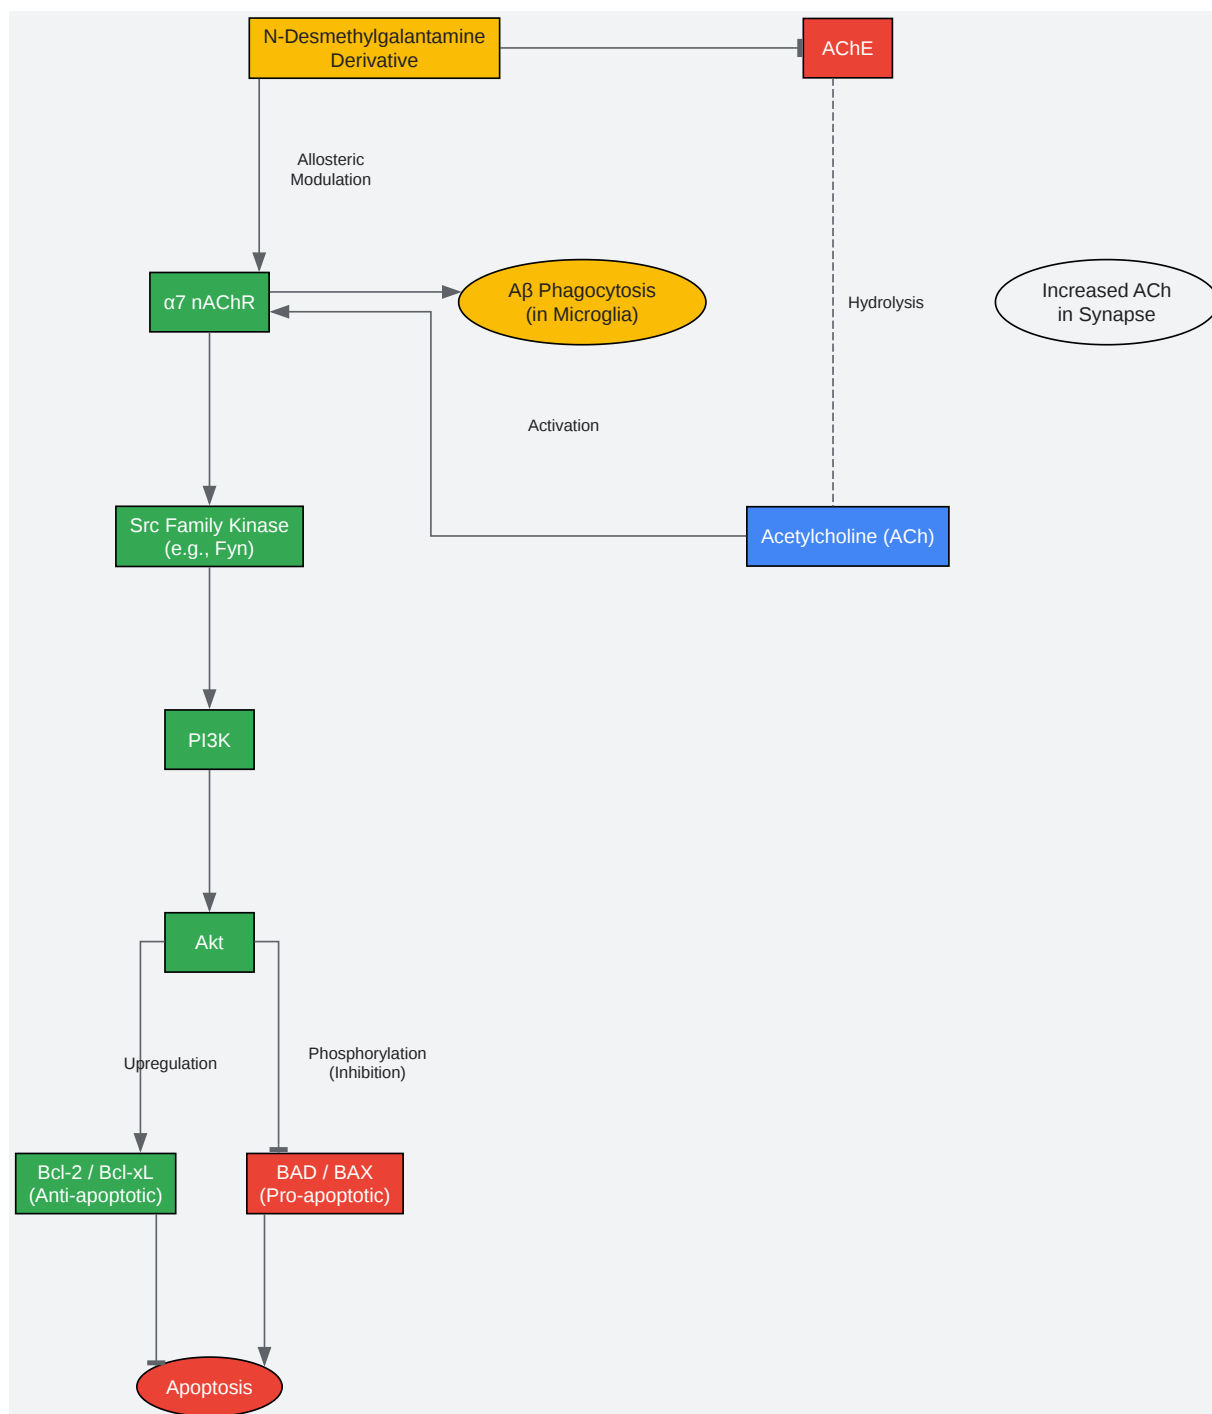 N-Desmethylgalantamine
Derivative
AChE
Allosteric
Modulation
α7 nAChR
Aβ Phagocytosis
(in Microglia)
Hydrolysis
Increased ACh
in Synapse
Activation
Src Family Kinase
(e.g., Fyn)
Acetylcholine (ACh)
PI3K
Akt
Upregulation
Phosphorylation
(Inhibition)
Bcl-2 / Bcl-xL
(Anti-apoptotic)
BAD / BAX
(Pro-apoptotic)
Apoptosis